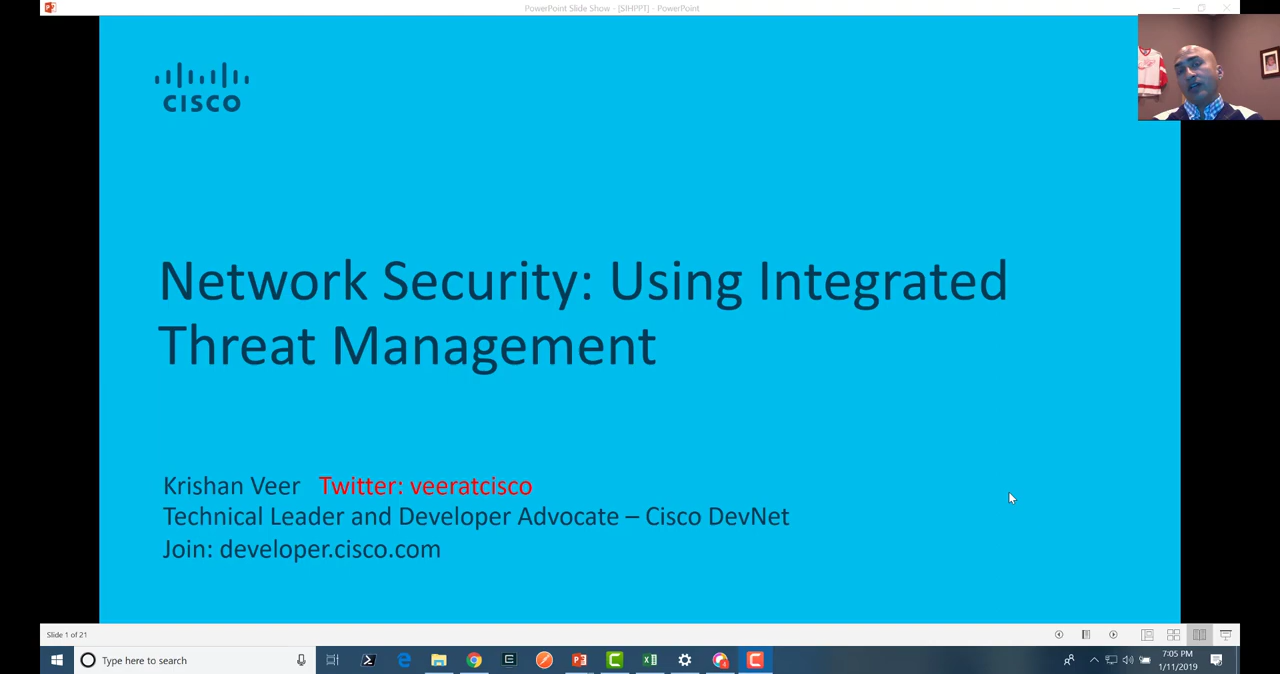 PowerPoint Slide Show - [SIHPPT] - PowerPoint
CISCO
Network Security: Using Integrated
Threat Management
Krishan Veer Twitter: veeratcisco
Technical Leader and Developer Advocate – Cisco DevNet
Join: developer.cisco.com
Slide 1 of 21
Type here to search
7:05 PM
1/11/2019